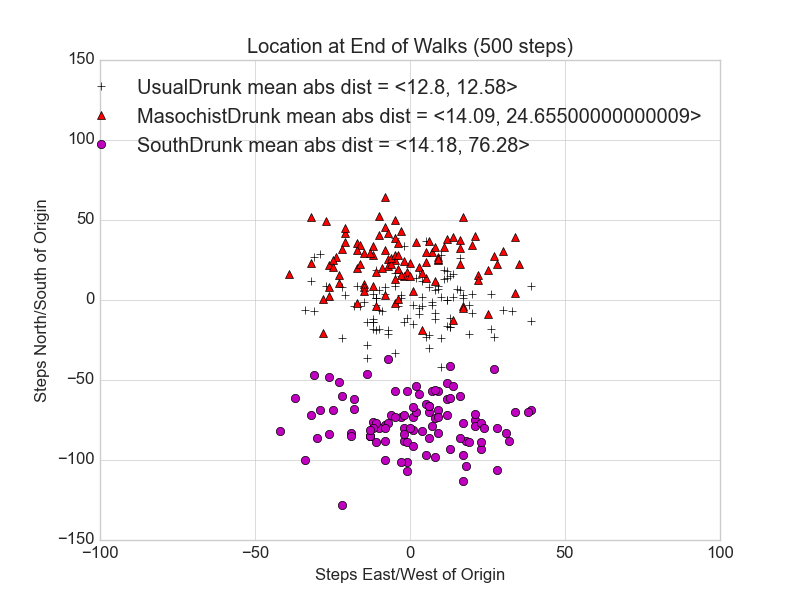 Location at End of Walks (500 steps)
150
UsualDrunk mean abs dist = <12.8, 12.58>
MasochistDrunk mean abs dist = <14.09, 24.65500000000009>
100
SouthDrunk mean abs dist = <14.18, 76.28>
50
0
−50
−100
−150
Steps North/South of Origin
−100 −50 0 50 100
Steps East/West of Origin